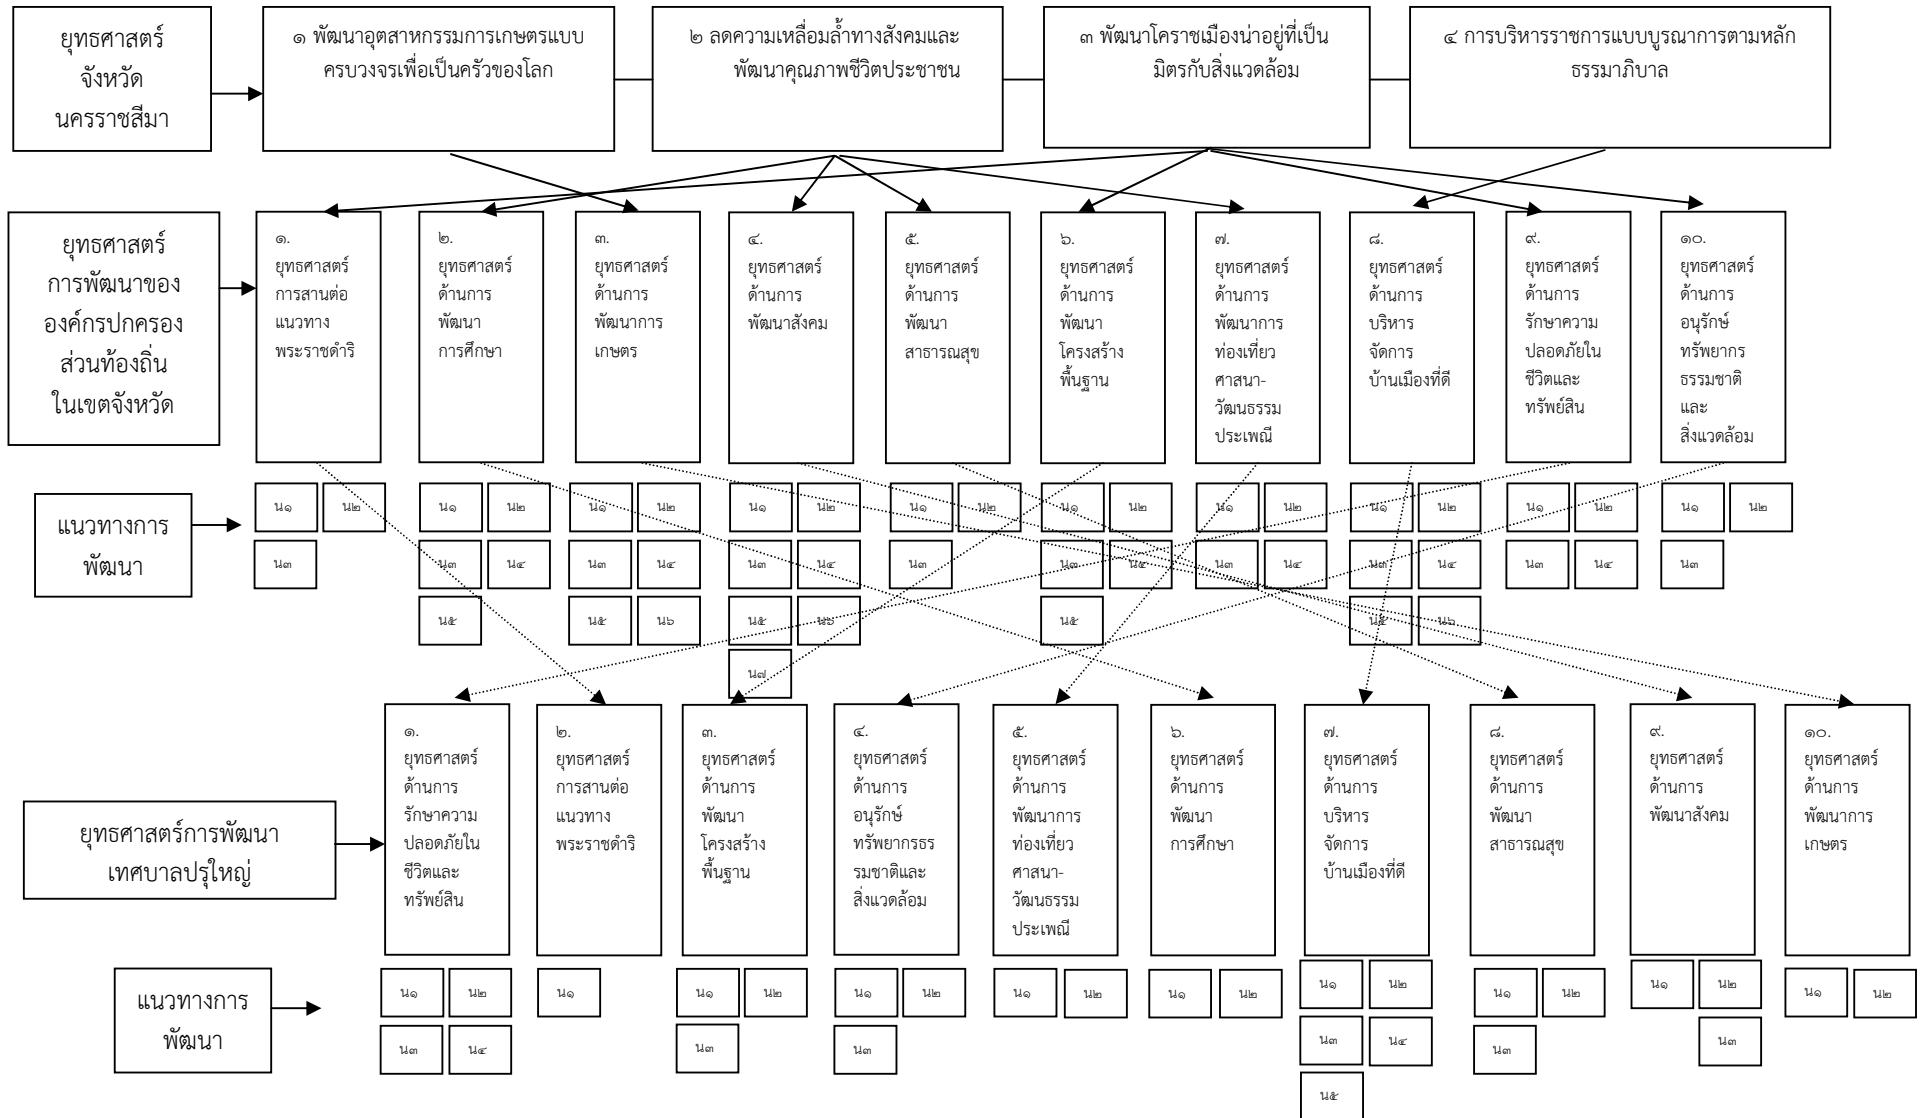 ยุทธศาสตร์
จังหวัด
นครราชสีมา
๑ พัฒนาอุตสาหกรรมการเกษตรแบบ
ครบวงจรเพื่อเป็นครัวของโลก
๒ ลดความเหลื่อมล้ำทางสังคมและ
พัฒนาคุณภาพชีวิตประชาชน
๓ พัฒนาโคราชเมืองน่าอยู่ที่เป็น
มิตรกับสิ่งแวดล้อม
๔ การบริหารราชการแบบบูรณาการตามหลัก
ธรรมาภิบาล
ยุทธศาสตร์
การพัฒนาของ
องค์กรปกครอง
ส่วนท้องถิ่น
ในเขตจังหวัด
๑.
ยุทธศาสตร์
การสานต่อ
แนวทาง
พระราชดำริ
๒.
ยุทธศาสตร์
ด้านการ
พัฒนา
การศึกษา
๓.
ยุทธศาสตร์
ด้านการ
พัฒนาการ
เกษตร
๔.
ยุทธศาสตร์
ด้านการ
พัฒนาสังคม
๕.
ยุทธศาสตร์
ด้านการ
พัฒนา
สาธารณสุข
๖.
ยุทธศาสตร์
ด้านการ
พัฒนา
โครงสร้าง
พื้นฐาน
๗.
ยุทธศาสตร์
ด้านการ
พัฒนาการ
ท่องเที่ยว
ศาสนา-
วัฒนธรรม
ประเพณี
๘.
ยุทธศาสตร์
ด้านการ
บริหาร
จัดการ
บ้านเมืองที่ดี
๙.
ยุทธศาสตร์
ด้านการ
รักษาความ
ปลอดภัยใน
ชีวิตและ
ทรัพย์สิน
๑๐.
ยุทธศาสตร์
ด้านการ
อนุรักษ์
ทรัพยากร
ธรรมชาติ
และ
สิ่งแวดล้อม
แนวทางการ
พัฒนา
น๑ น๒
น๓
น๑ น๒
น๓ น๔
น๕
น๑ น๒
น๓ น๔
น๕ น๖
น๑ น๒
น๓ น๔
น๕ น๖
น๗
น๑ น๒
น๓
น๑ น๒
น๓ น๔
น๕
น๑ น๒
น๓ น๔
น๑ น๒
น๓ น๔
น๕ น๖
น๑ น๒
น๓ น๔
น๑ น๒
น๓
ยุทธศาสตร์การพัฒนา
เทศบาลปรุใหญ่
๑.
ยุทธศาสตร์
ด้านการ
รักษาความ
ปลอดภัยใน
ชีวิตและ
ทรัพย์สิน
๒.
ยุทธศาสตร์
การสานต่อ
แนวทาง
พระราชดำริ
๓.
ยุทธศาสตร์
ด้านการ
พัฒนา
โครงสร้าง
พื้นฐาน
๔.
ยุทธศาสตร์
ด้านการ
อนุรักษ์
ทรัพยากรธร
รมชาติและ
สิ่งแวดล้อม
๕.
ยุทธศาสตร์
ด้านการ
พัฒนาการ
ท่องเที่ยว
ศาสนา-
วัฒนธรรม
ประเพณี
๖.
ยุทธศาสตร์
ด้านการ
พัฒนา
การศึกษา
๗.
ยุทธศาสตร์
ด้านการ
บริหาร
จัดการ
บ้านเมืองที่ดี
๘.
ยุทธศาสตร์
ด้านการ
พัฒนา
สาธารณสุข
๙.
ยุทธศาสตร์
ด้านการ
พัฒนาสังคม
๑๐.
ยุทธศาสตร์
ด้านการ
พัฒนาการ
เกษตร
แนวทางการ
พัฒนา
น๑ น๒
น๓ น๔
น๑
น๑ น๒
น๓
น๑ น๒
น๓
น๑ น๒
น๑ น๒
น๑ น๒
น๓ น๔
น๕
น๑ น๒
น๓
น๑ น๒
น๓
น๑ น๒